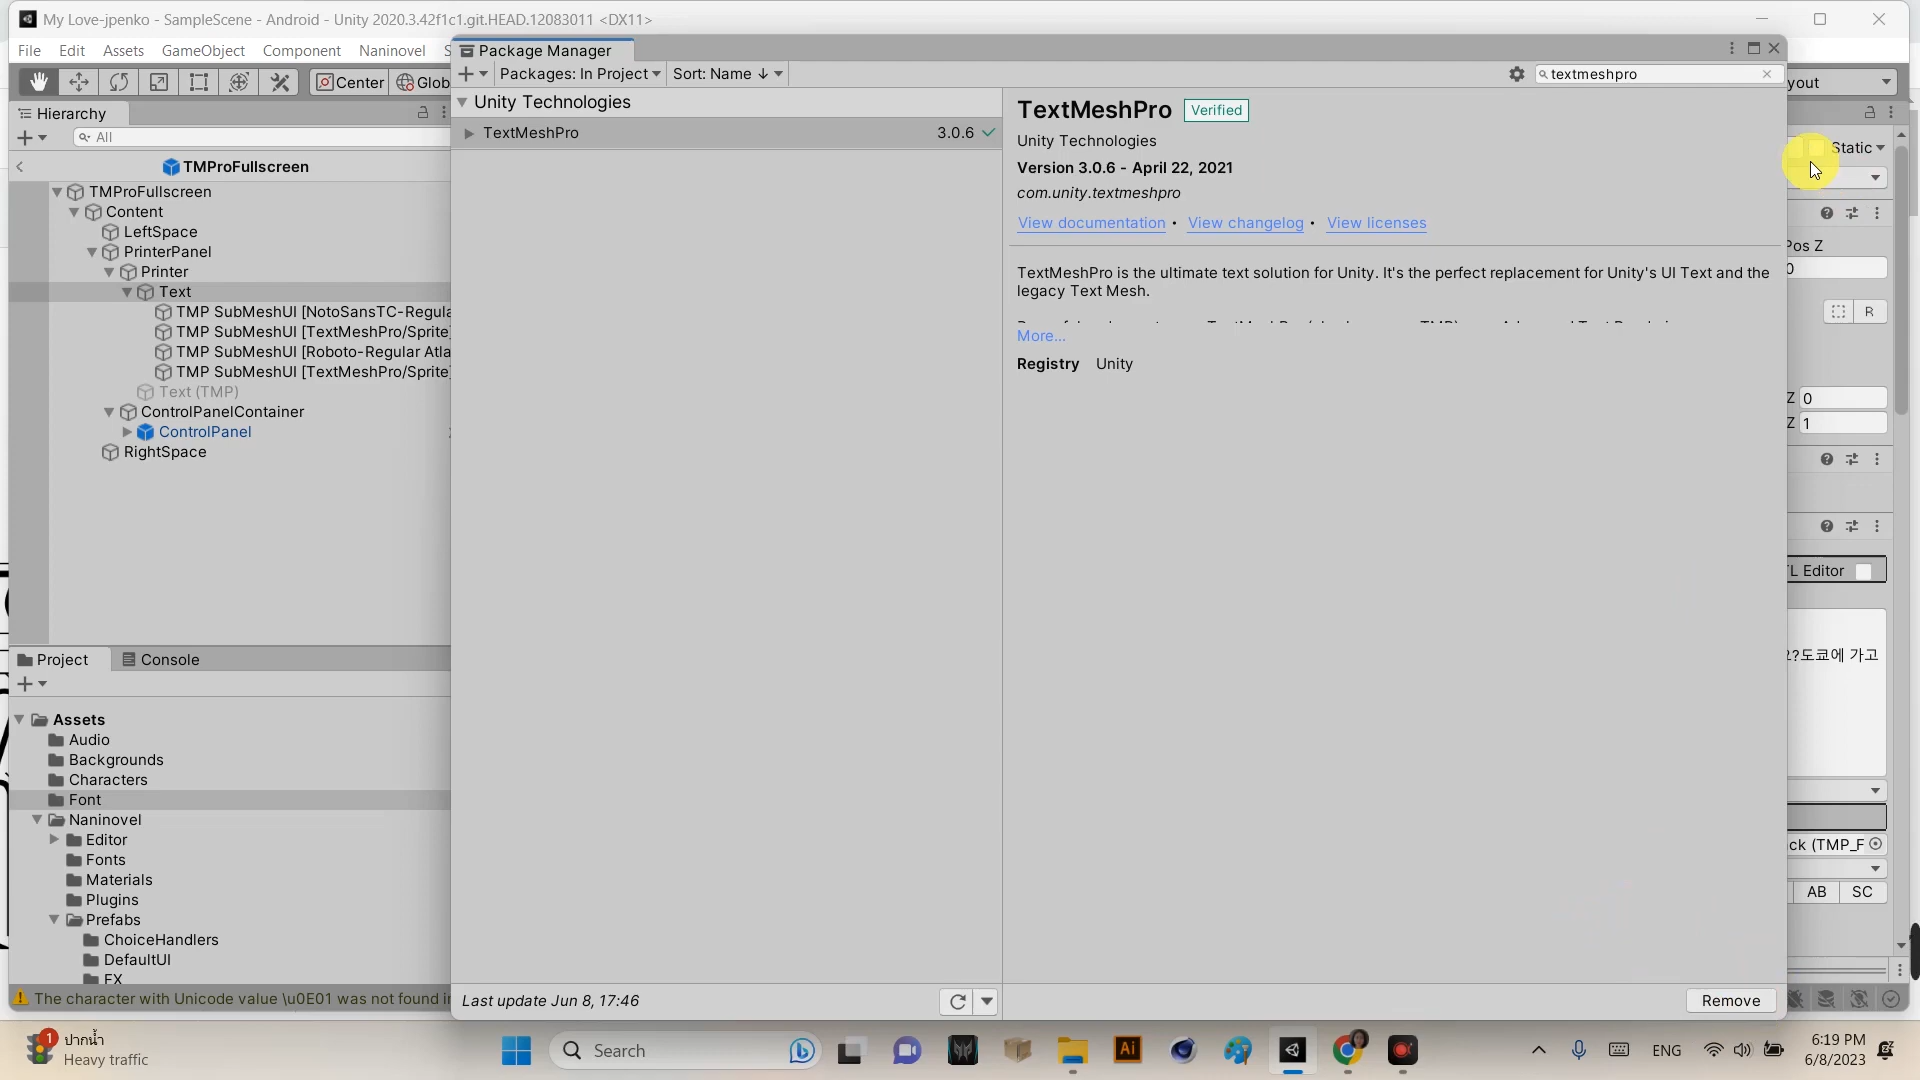 My Love-jpenko - SampleScene - Android - Unity 2020.3.42f1c1.git.HEAD.12083011 <DX11>
File Edit Assets GameObject Component Naninovel S
Center Glob
Hierarchy
All
TMProFullscreen
TMProFullscreen
Content
LeftSpace
PrinterPanel
Printer
Text
TMP SubMeshUI [NotoSansTC-Regula
TMP SubMeshUI [TextMeshPro/Sprite]
TMP SubMeshUI [Roboto-Regular Atla
TMP SubMeshUI [TextMeshPro/Sprite]
Text (TMP)
ControlPanelContainer
ControlPanel
RightSpace
Project Console
Assets
Audio
Backgrounds
Characters
Font
Naninovel
Editor
Fonts
Materials
Plugins
Prefabs
ChoiceHandlers
DefaultUI
FX
The character with Unicode value \u0E01 was not found i
Package Manager
Packages: In Project Sort: Name ↓ textmeshpro
Unity Technologies
TextMeshPro 3.0.6
Last update Jun 8, 17:46
TextMeshPro Verified
Unity Technologies
Version 3.0.6 - April 22, 2021
com.unity.textmeshpro
View documentation • View changelog • View licenses
TextMeshPro is the ultimate text solution for Unity. It's the perfect replacement for Unity's UI Text and the
legacy Text Mesh.
More...
Registry Unity
Remove
yout
Static
Pos Z
0
R
Z 0
Z 1
TL Editor
요?도쿄에 가고
ck (TMP_F
AB SC
1
ปากน้ำ
Heavy traffic
Search
Ai
ENG
6:19 PM
6/8/2023